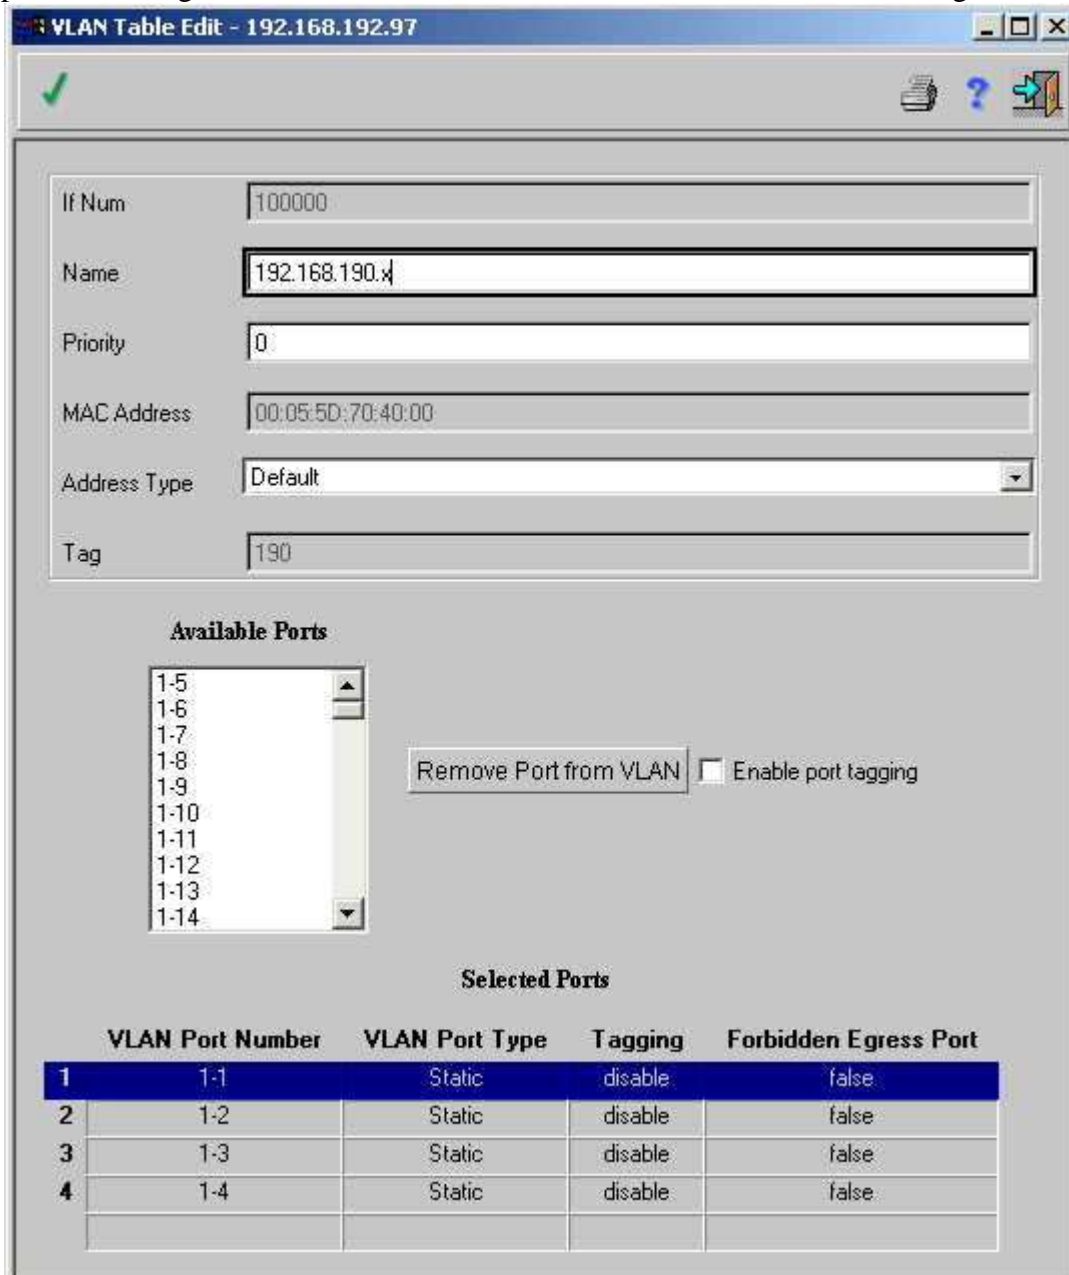 VLAN Table Edit - 192.168.192.97
If Num 100000
Name 192.168.190.x
Priority 0
MAC Address 00:05:5D:70:40:00
Address Type Default
Tag 190
Available Ports
1-5
1-6
1-7
1-8
1-9
1-10
1-11
1-12
1-13
1-14
Remove Port from VLAN Enable port tagging
Selected Ports
VLAN Port Number VLAN Port Type Tagging Forbidden Egress Port
1 1-1 Static disable false
2 1-2 Static disable false
3 1-3 Static disable false
4 1-4 Static disable false